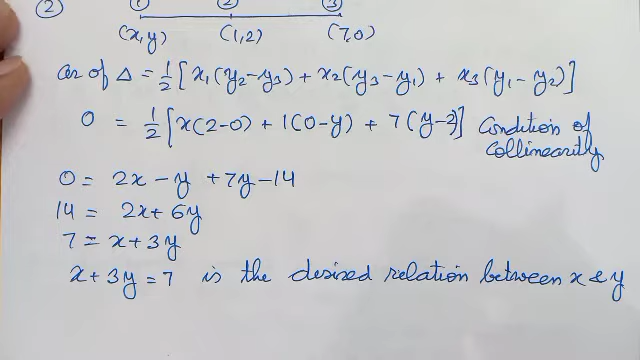 ② ① ② ③
(x,y) (1,2) (7,0)
ar of Δ = 1/2 [x₁(y₂-y₃) + x₂(y₃-y₁) + x₃(y₁-y₂)]
0 = 1/2 [x(2-0) + 1(0-y) + 7(y-2)] Condition of
Collinearity
0 = 2x - y + 7y - 14
14 = 2x + 6y
7 = x + 3y
x + 3y = 7 is the desired relation between x & y